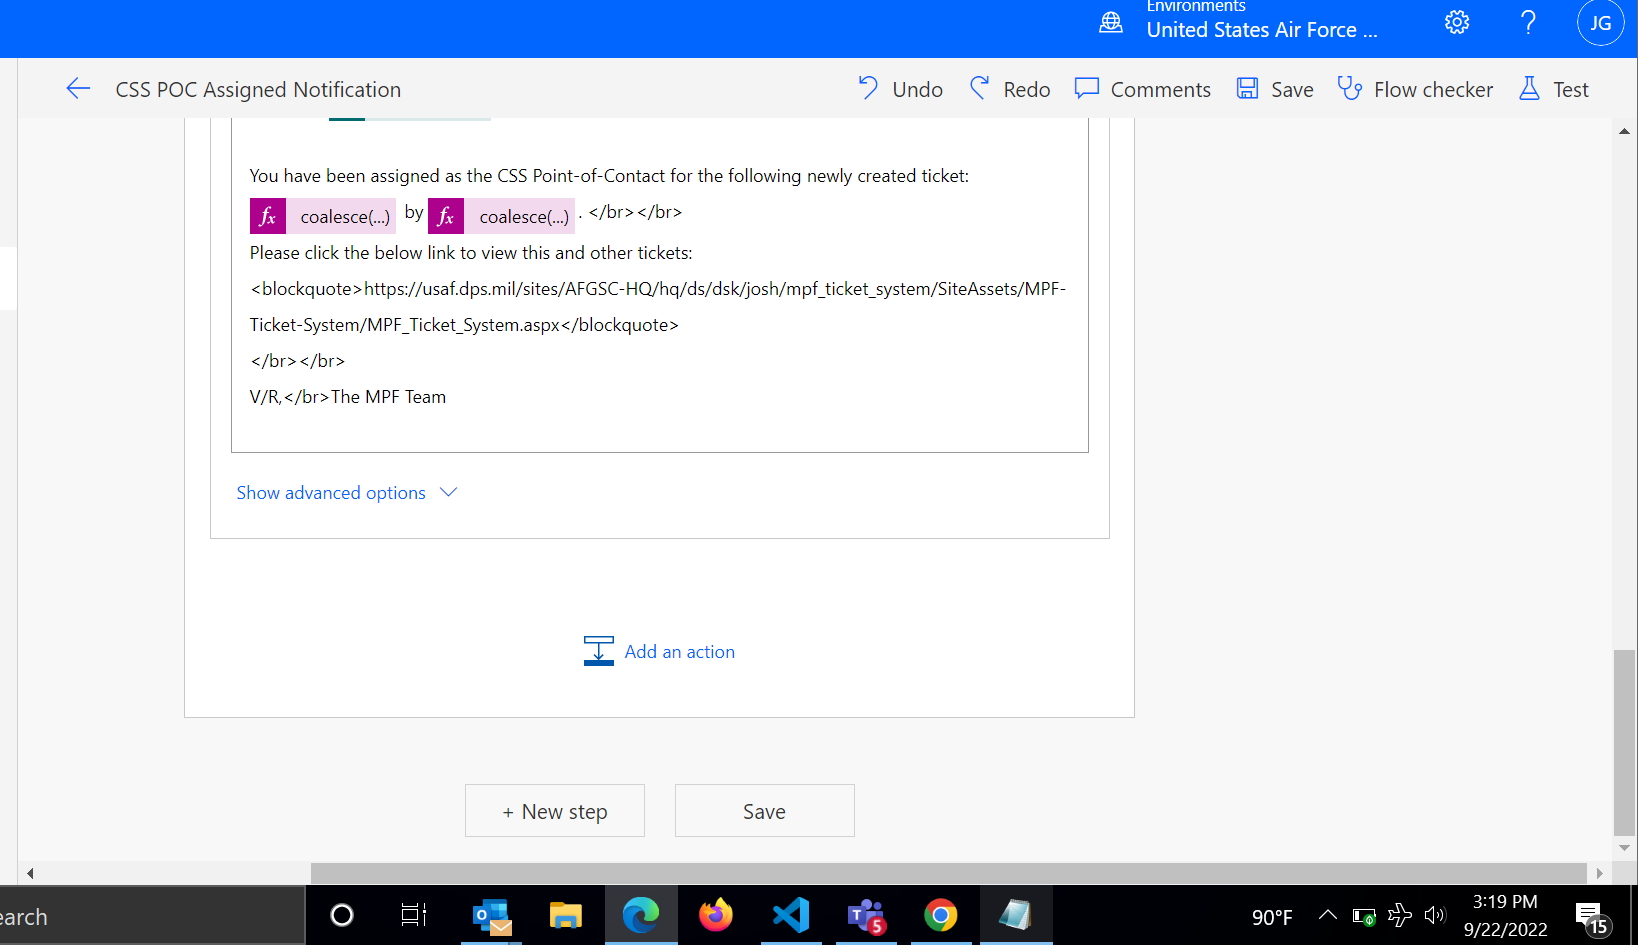 Environments
United States Air Force ...
JG
CSS POC Assigned Notification
Undo
Redo
Comments
Save
Flow checker
Test
You have been assigned as the CSS Point-of-Contact for the following newly created ticket:
fx coalesce(...) by fx coalesce(...) . </br></br>
Please click the below link to view this and other tickets:
<blockquote>https://usaf.dps.mil/sites/AFGSC-HQ/hq/ds/dsk/josh/mpf_ticket_system/SiteAssets/MPF-
Ticket-System/MPF_Ticket_System.aspx</blockquote>
</br></br>
V/R,</br>The MPF Team
Show advanced options
Add an action
+ New step
Save
earch
5
90°F
3:19 PM
9/22/2022
15